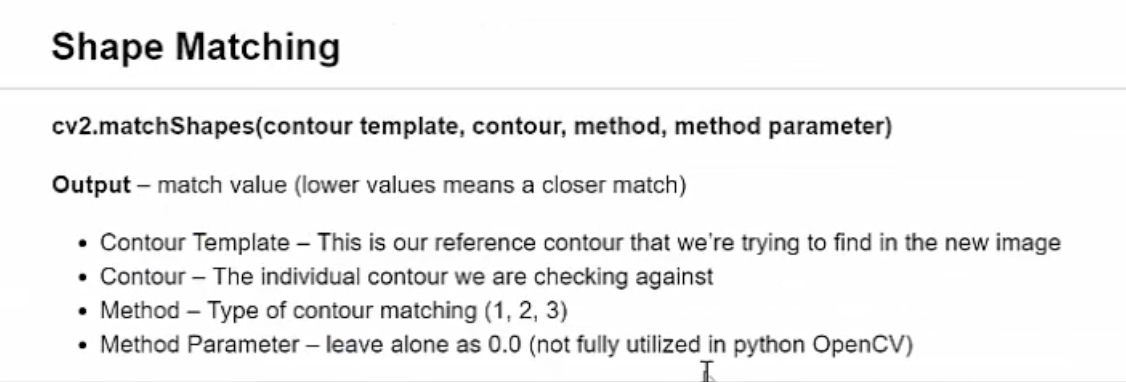 Shape Matching
cv2.matchShapes(contour template, contour, method, method parameter)
Output – match value (lower values means a closer match)
• Contour Template – This is our reference contour that we're trying to find in the new image
• Contour – The individual contour we are checking against
• Method – Type of contour matching (1, 2, 3)
• Method Parameter – leave alone as 0.0 (not fully utilized in python OpenCV)